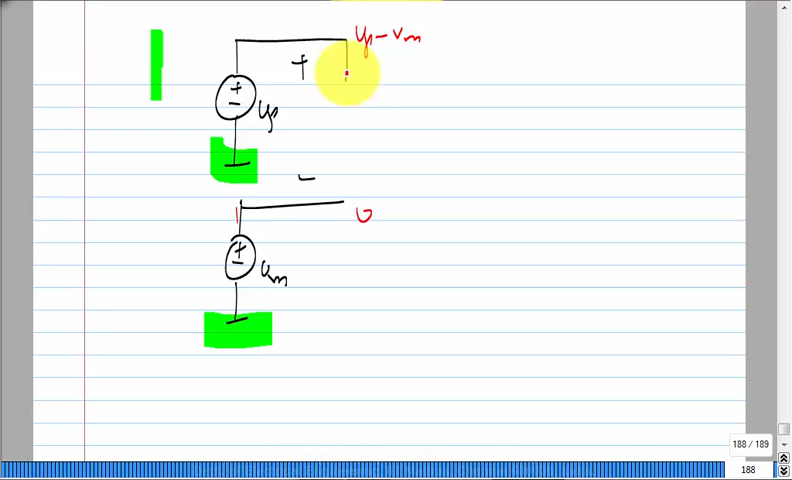 vp - vm
+
+
-
vp
-
0
+
-
vm
188 / 189
188